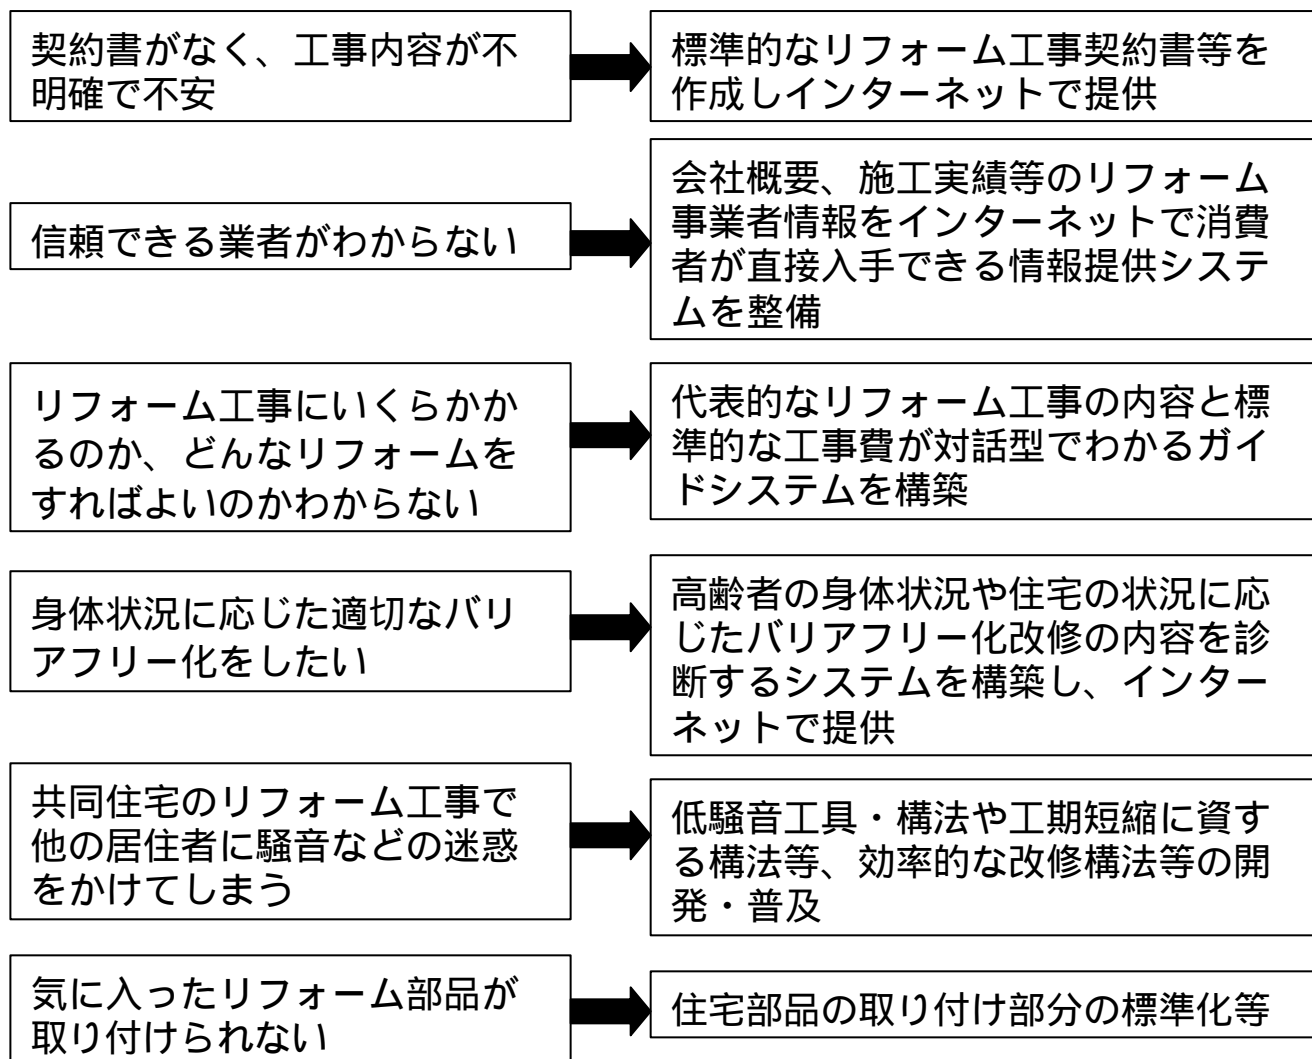 契約書がなく、工事内容が不
明確で不安
標準的なリフォーム工事契約書等を
作成しインターネットで提供
信頼できる業者がわからない
会社概要、施工実績等のリフォーム
事業者情報をインターネットで消費
者が直接入手できる情報提供システ
ムを整備
リフォーム工事にいくらかか
るのか、どんなリフォームを
すればよいのかわからない
代表的なリフォーム工事の内容と標
準的な工事費が対話型でわかるガイ
ドシステムを構築
身体状況に応じた適切なバリ
アフリー化をしたい
高齢者の身体状況や住宅の状況に応
じたバリアフリー化改修の内容を診
断するシステムを構築し、インター
ネットで提供
共同住宅のリフォーム工事で
他の居住者に騒音などの迷惑
をかけてしまう
低騒音工具・構法や工期短縮に資す
る構法等、効率的な改修構法等の開
発・普及
気に入ったリフォーム部品が
取り付けられない
住宅部品の取り付け部分の標準化等